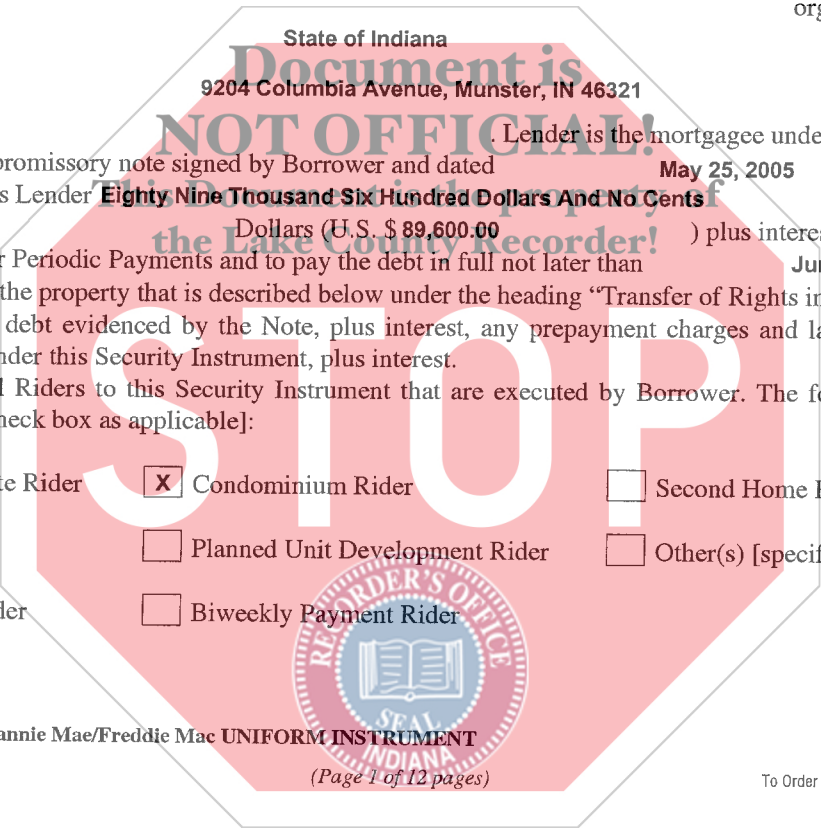 org
State of Indiana
Document is
9204 Columbia Avenue, Munster, IN 46321
NOT OFFICIAL!
. Lender is the mortgagee unde
promissory note signed by Borrower and dated May 25, 2005
s Lender Eighty Nine Thousand Six Hundred Dollars And No Cents
This Document is the property of
Dollars (U.S. $ 89,600.00 ) plus interes
the Lake County Recorder!
r Periodic Payments and to pay the debt in full not later than Jun
the property that is described below under the heading “Transfer of Rights in
debt evidenced by the Note, plus interest, any prepayment charges and la
nder this Security Instrument, plus interest.
l Riders to this Security Instrument that are executed by Borrower. The fo
heck box as applicable]:
STOP
te Rider X Condominium Rider Second Home R
Planned Unit Development Rider Other(s) [specif
der Biweekly Payment Rider
RECORDER'S OFFICE
SEAL
INDIANA
annie Mae/Freddie Mac UNIFORM INSTRUMENT
(Page 1 of 12 pages)
To Order